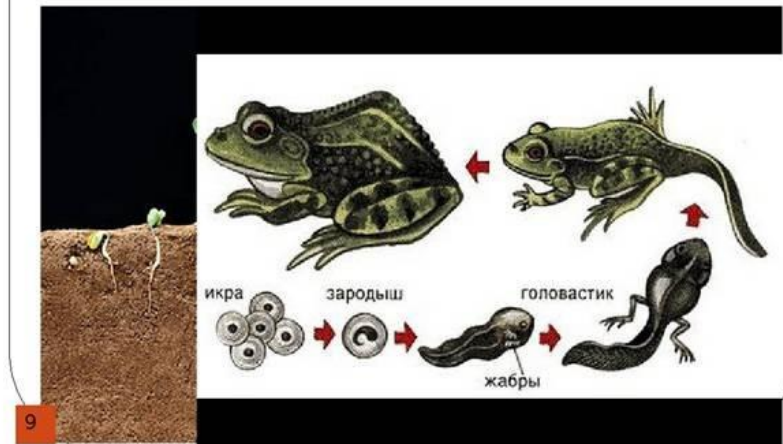 икра
зародыш
головастик
жабры
9